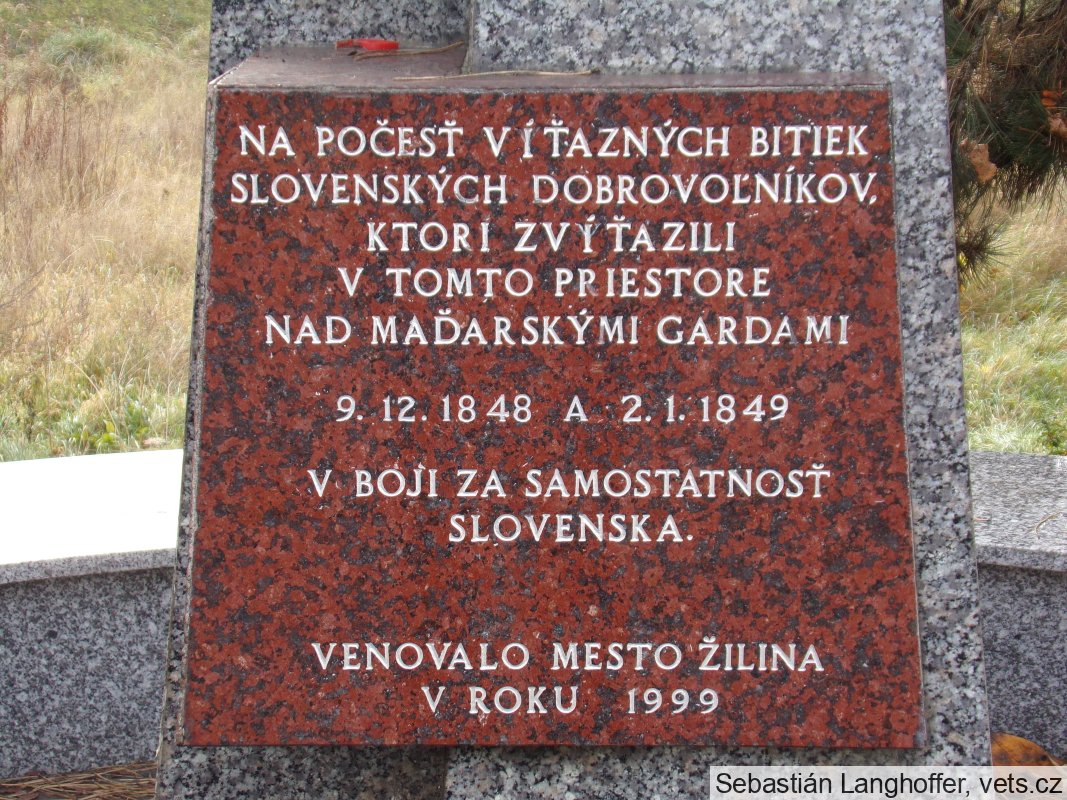 NA POČESŤ VÍŤAZNÝCH BITIEK
SLOVENSKÝCH DOBROVOĽNÍKOV,
KTORÍ ZVÍŤAZILI
V TOMTO PRIESTORE
NAD MAĎARSKÝMI GARDAMI
9. 12. 1848 A 2. 1. 1849
V BOJI ZA SAMOSTATNOSŤ
SLOVENSKA.
VENOVALO MESTO ŽILINA
V ROKU 1999
Sebastián Langhoffer, vets.cz